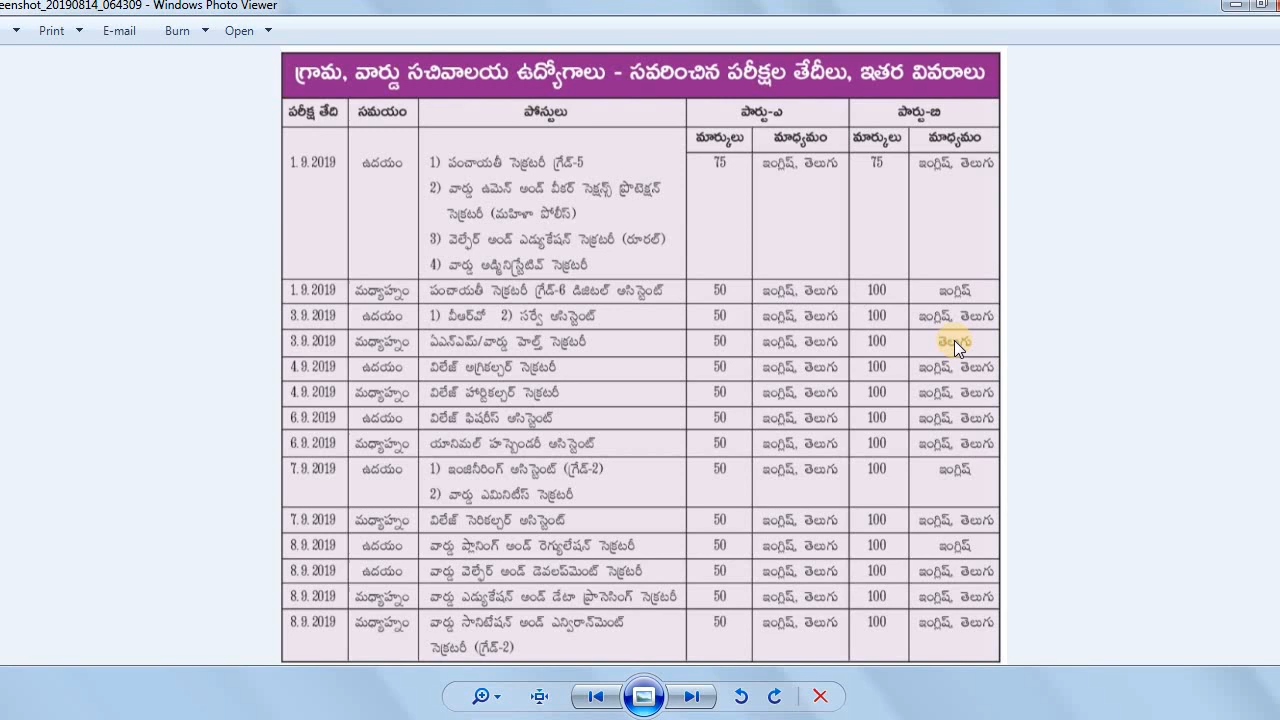 eenshot_20190814_064309 - Windows Photo Viewer
Print E-mail Burn Open
గ్రామ, వార్డు సచివాలయ ఉద్యోగాలు - సవరించిన పరీక్షల తేదీలు, ఇతర వివరాలు
పరీక్ష తేది సమయం పోస్టులు పార్టు-ఎ పార్టు-బి
మార్కులు మాధ్యమం మార్కులు మాధ్యమం
1.9.2019 ఉదయం 1) పంచాయతీ సెక్రటరీ గ్రేడ్-5 75 ఇంగ్లిష్, తెలుగు 75 ఇంగ్లిష్, తెలుగు
2) వార్డు ఉమెన్ అండ్ వీకర్ సెక్షన్స్ ప్రొటెక్షన్
సెక్రటరీ (మహిళా పోలీస్)
3) వెల్ఫేర్ అండ్ ఎడ్యుకేషన్ సెక్రటరీ (రూరల్)
4) వార్డు అడ్మినిస్ట్రేటివ్ సెక్రటరీ
1.9.2019 మధ్యాహ్నం పంచాయతీ సెక్రటరీ గ్రేడ్-6 డిజిటల్ అసిస్టెంట్ 50 ఇంగ్లిష్, తెలుగు 100 ఇంగ్లిష్
3.9.2019 ఉదయం 1) వీఆర్‌వో 2) సర్వే అసిస్టెంట్ 50 ఇంగ్లిష్, తెలుగు 100 ఇంగ్లిష్, తెలుగు
3.9.2019 మధ్యాహ్నం ఏఎన్ఎమ్/వార్డు హెల్త్ సెక్రటరీ 50 ఇంగ్లిష్, తెలుగు 100 తెలుగు
4.9.2019 ఉదయం విలేజ్ అగ్రికల్చర్ సెక్రటరీ 50 ఇంగ్లిష్, తెలుగు 100 ఇంగ్లిష్, తెలుగు
4.9.2019 మధ్యాహ్నం విలేజ్ హార్టికల్చర్ సెక్రటరీ 50 ఇంగ్లిష్, తెలుగు 100 ఇంగ్లిష్, తెలుగు
6.9.2019 ఉదయం విలేజ్ ఫిషరీస్ అసిస్టెంట్ 50 ఇంగ్లిష్, తెలుగు 100 ఇంగ్లిష్, తెలుగు
6.9.2019 మధ్యాహ్నం యానిమల్ హస్బెండరీ అసిస్టెంట్ 50 ఇంగ్లిష్, తెలుగు 100 ఇంగ్లిష్, తెలుగు
7.9.2019 ఉదయం 1) ఇంజినీరింగ్ అసిస్టెంట్ (గ్రేడ్-2) 50 ఇంగ్లిష్, తెలుగు 100 ఇంగ్లిష్
2) వార్డు ఎమినిటీస్ సెక్రటరీ
7.9.2019 మధ్యాహ్నం విలేజ్ సెరికల్చర్ అసిస్టెంట్ 50 ఇంగ్లిష్, తెలుగు 100 ఇంగ్లిష్, తెలుగు
8.9.2019 ఉదయం వార్డు ప్లానింగ్ అండ్ రెగ్యులేషన్ సెక్రటరీ 50 ఇంగ్లిష్, తెలుగు 100 ఇంగ్లిష్
8.9.2019 ఉదయం వార్డు వెల్ఫేర్ అండ్ డెవలప్‌మెంట్ సెక్రటరీ 50 ఇంగ్లిష్, తెలుగు 100 ఇంగ్లిష్, తెలుగు
8.9.2019 మధ్యాహ్నం వార్డు ఎడ్యుకేషన్ అండ్ డేటా ప్రాసెసింగ్ సెక్రటరీ 50 ఇంగ్లిష్, తెలుగు 100 ఇంగ్లిష్, తెలుగు
8.9.2019 మధ్యాహ్నం వార్డు సానిటేషన్ అండ్ ఎన్విరాన్‌మెంట్ 50 ఇంగ్లిష్, తెలుగు 100 ఇంగ్లిష్, తెలుగు
సెక్రటరీ (గ్రేడ్-2)